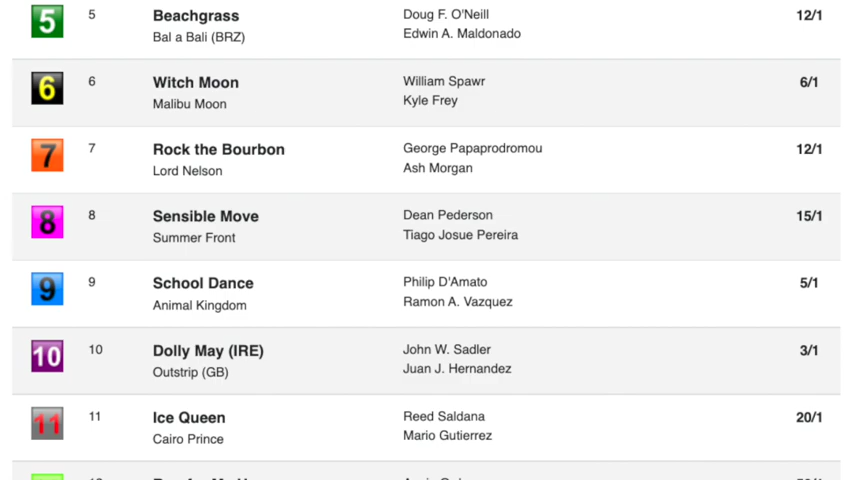 5 5 Beachgrass Doug F. O'Neill 12/1
Bal a Bali (BRZ) Edwin A. Maldonado
6 6 Witch Moon William Spawr 6/1
Malibu Moon Kyle Frey
7 7 Rock the Bourbon George Papaprodromou 12/1
Lord Nelson Ash Morgan
8 8 Sensible Move Dean Pederson 15/1
Summer Front Tiago Josue Pereira
9 9 School Dance Philip D'Amato 5/1
Animal Kingdom Ramon A. Vazquez
10 10 Dolly May (IRE) John W. Sadler 3/1
Outstrip (GB) Juan J. Hernandez
11 11 Ice Queen Reed Saldana 20/1
Cairo Prince Mario Gutierrez